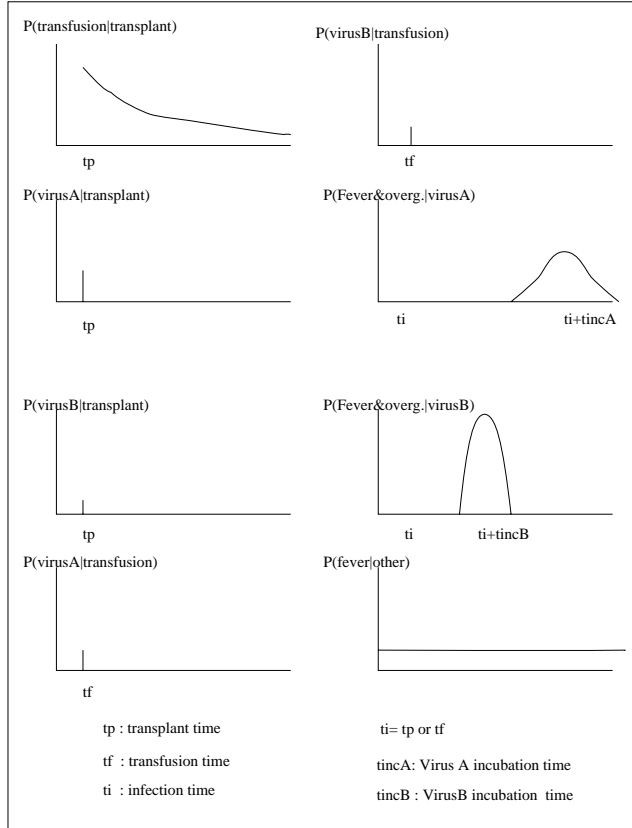 P(transfusion|transplant)
P(virusB|transfusion)
tp
tf
P(virusA|transplant)
P(Fever&overg.|virusA)
tp
ti
ti+tincA
P(virusB|transplant)
P(Fever&overg.|virusB)
tp
ti
ti+tincB
P(virusA|transfusion)
P(fever|other)
tf
tp : transplant time
ti= tp or tf
tf : transfusion time
tincA: Virus A incubation time
ti : infection time
tincB : VirusB incubation time